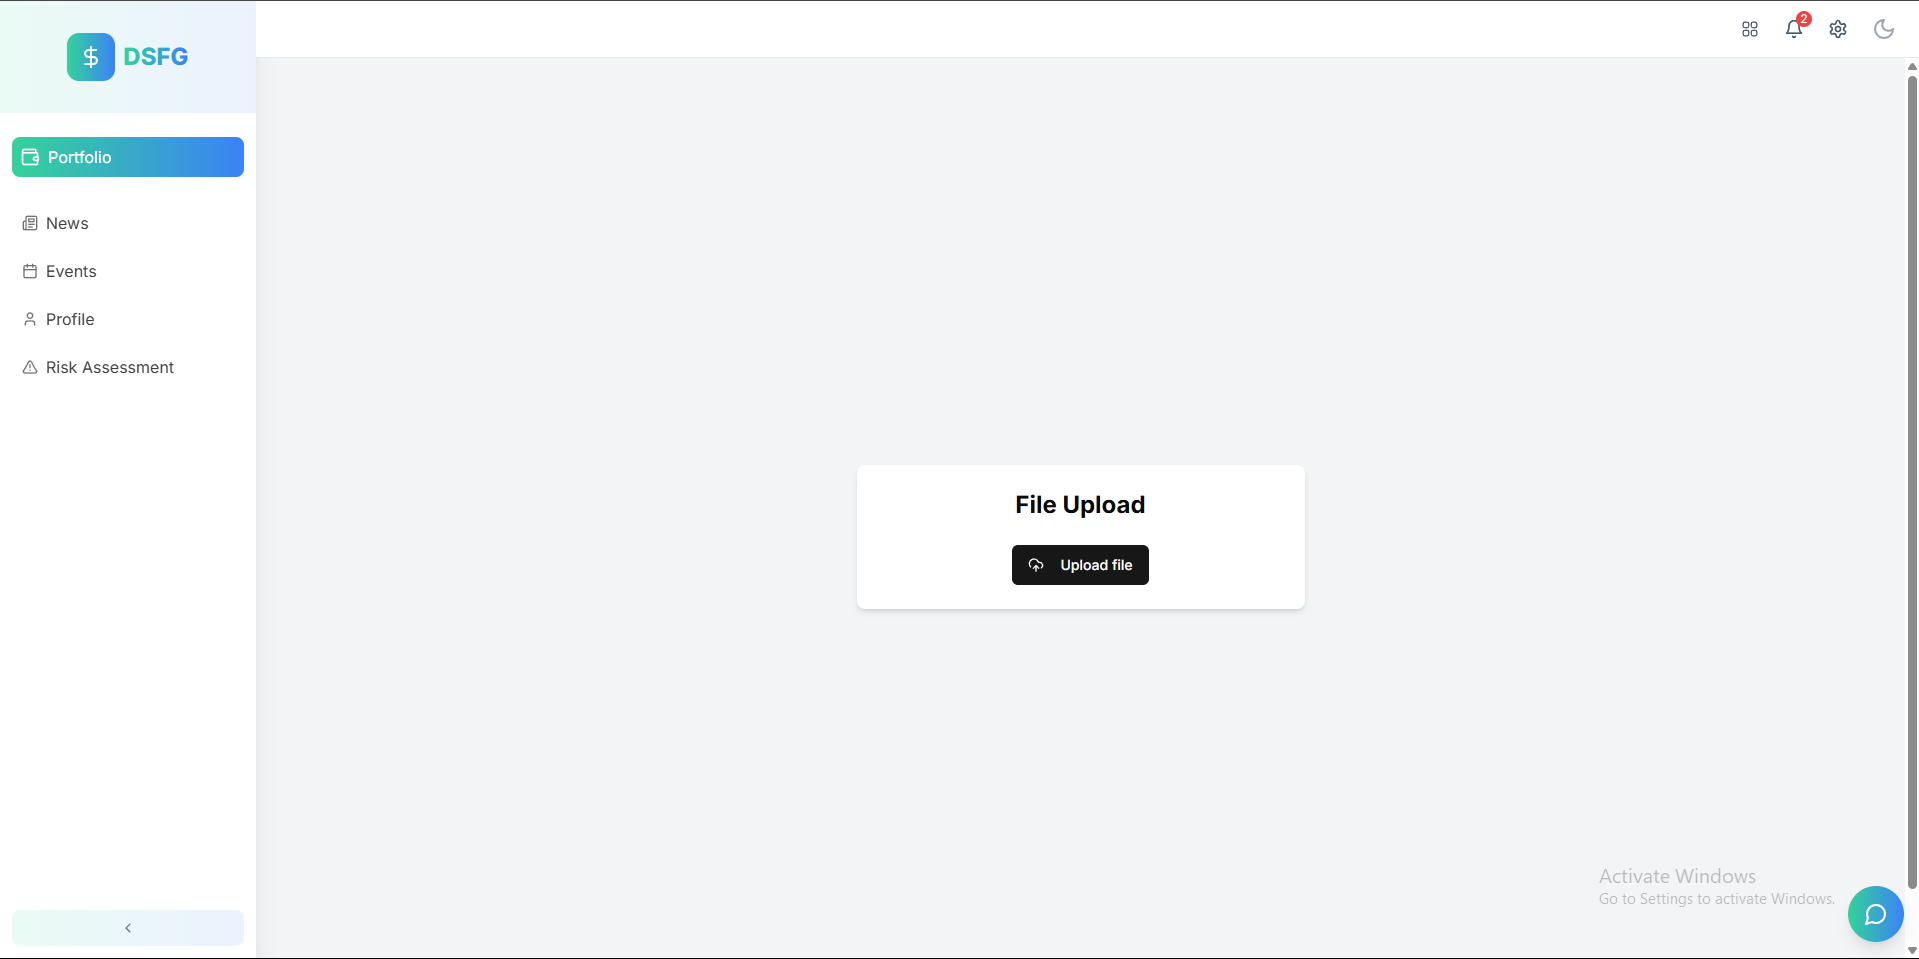 DSFG
2
Portfolio
News
Events
Profile
Risk Assessment
File Upload
Upload file
Activate Windows
Go to Settings to activate Windows.